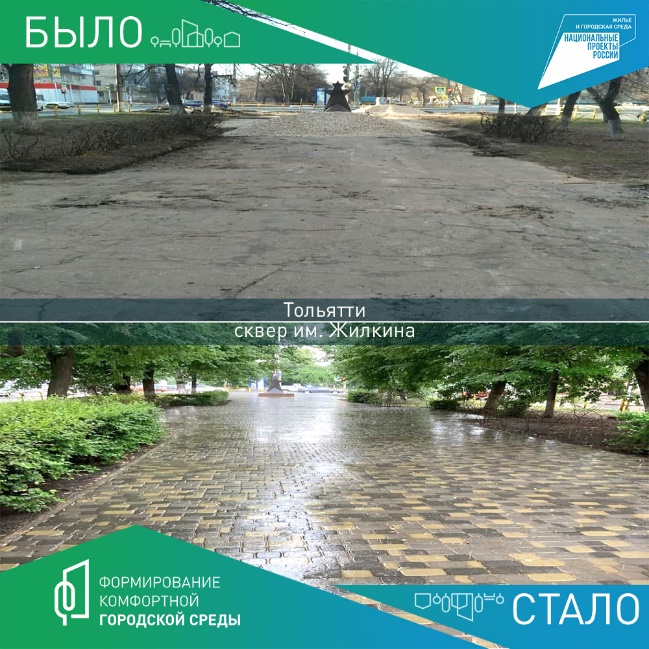 БЫЛО
ЖИЛЬЕ
И ГОРОДСКАЯ СРЕДА
НАЦИОНАЛЬНЫЕ
ПРОЕКТЫ
РОССИИ
Тольятти
сквер им. Жилкина
ФОРМИРОВАНИЕ
КОМФОРТНОЙ
ГОРОДСКОЙ СРЕДЫ
СТАЛО